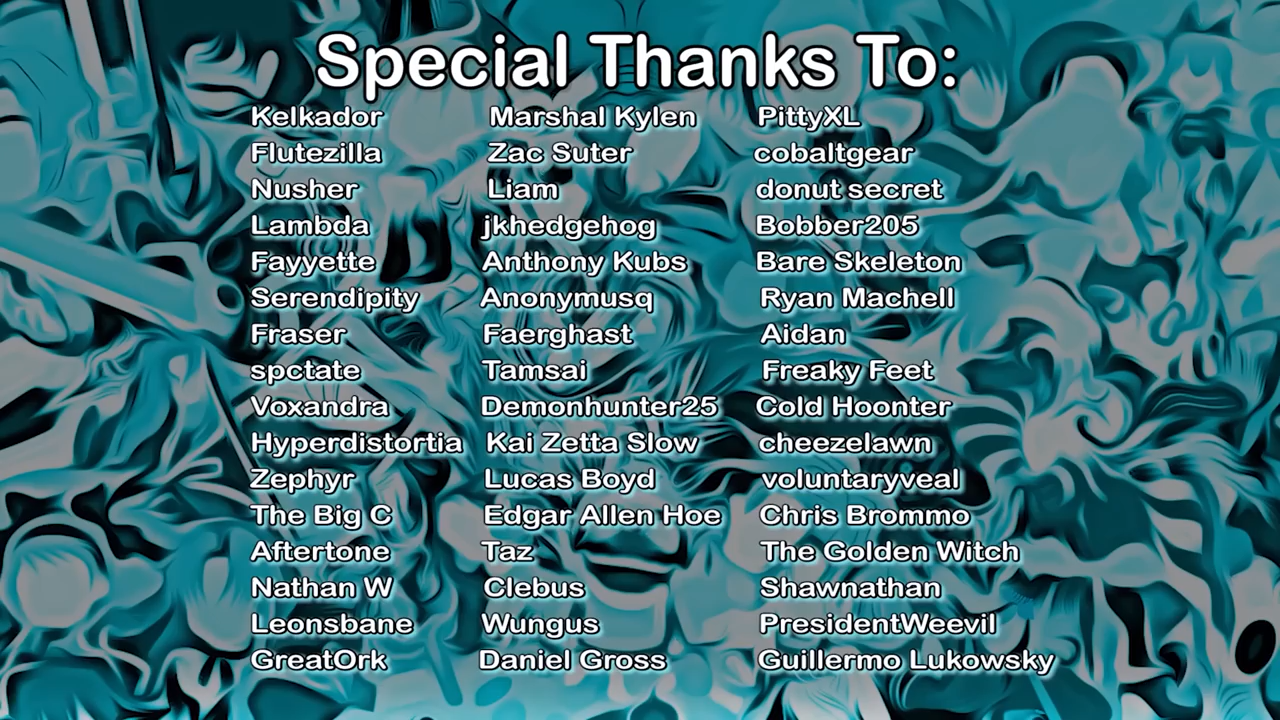 Special Thanks To:
Kelkador Marshal Kylen PittyXL
Flutezilla Zac Suter cobaltgear
Nusher Liam donut secret
Lambda jkhedgehog Bobber205
Fayyette Anthony Kubs Bare Skeleton
Serendipity Anonymusq Ryan Machell
Fraser Faerghast Aidan
spctate Tamsai Freaky Feet
Voxandra Demonhunter25 Cold Hoonter
Hyperdistortia Kai Zetta Slow cheezelawn
Zephyr Lucas Boyd voluntaryveal
The Big C Edgar Allen Hoe Chris Brommo
Aftertone Taz The Golden Witch
Nathan W Clebus Shawnathan
Leonsbane Wungus PresidentWeevil
GreatOrk Daniel Gross Guillermo Lukowsky